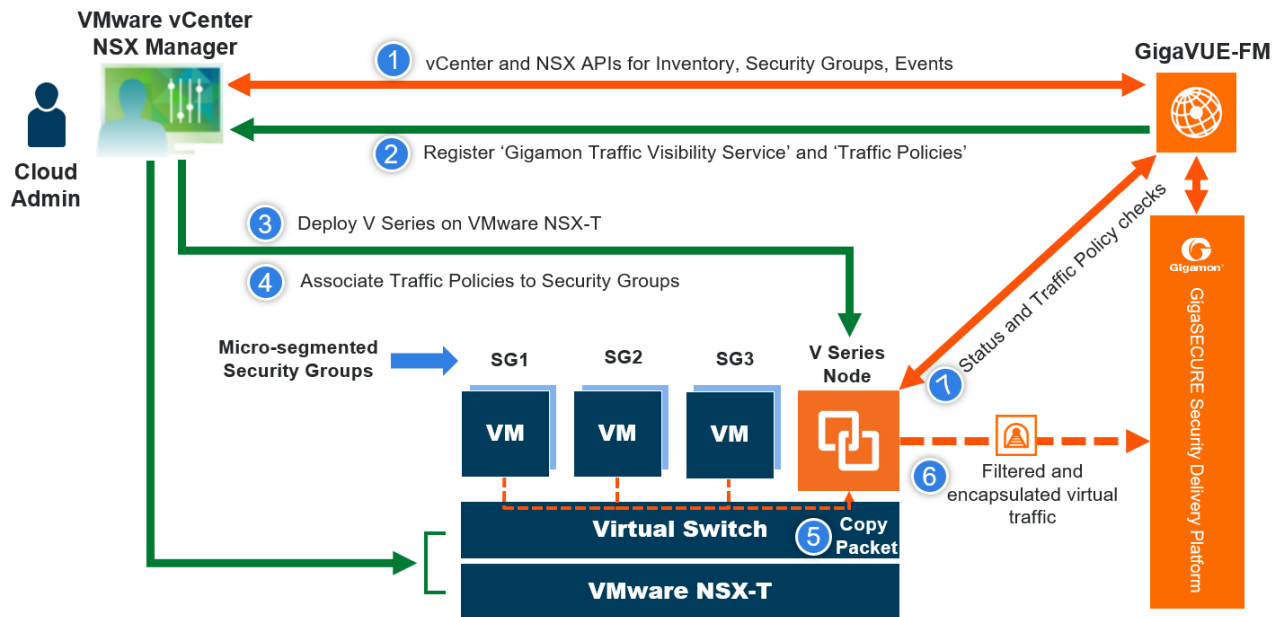 VMware vCenter
NSX Manager
GigaVUE-FM
1
vCenter and NSX APIs for Inventory, Security Groups, Events
2
Register ‘Gigamon Traffic Visibility Service’ and ‘Traffic Policies’
Cloud
Admin
3
Deploy V Series on VMware NSX-T
4
Associate Traffic Policies to Security Groups
7
Status and Traffic Policy checks
Gigamon®
GigaSECURE Security Delivery Platform
Micro-segmented
Security Groups
SG1
SG2
SG3
V Series
Node
VM
VM
VM
6
Filtered and
encapsulated virtual
traffic
Virtual Switch
5
Copy
Packet
VMware NSX-T